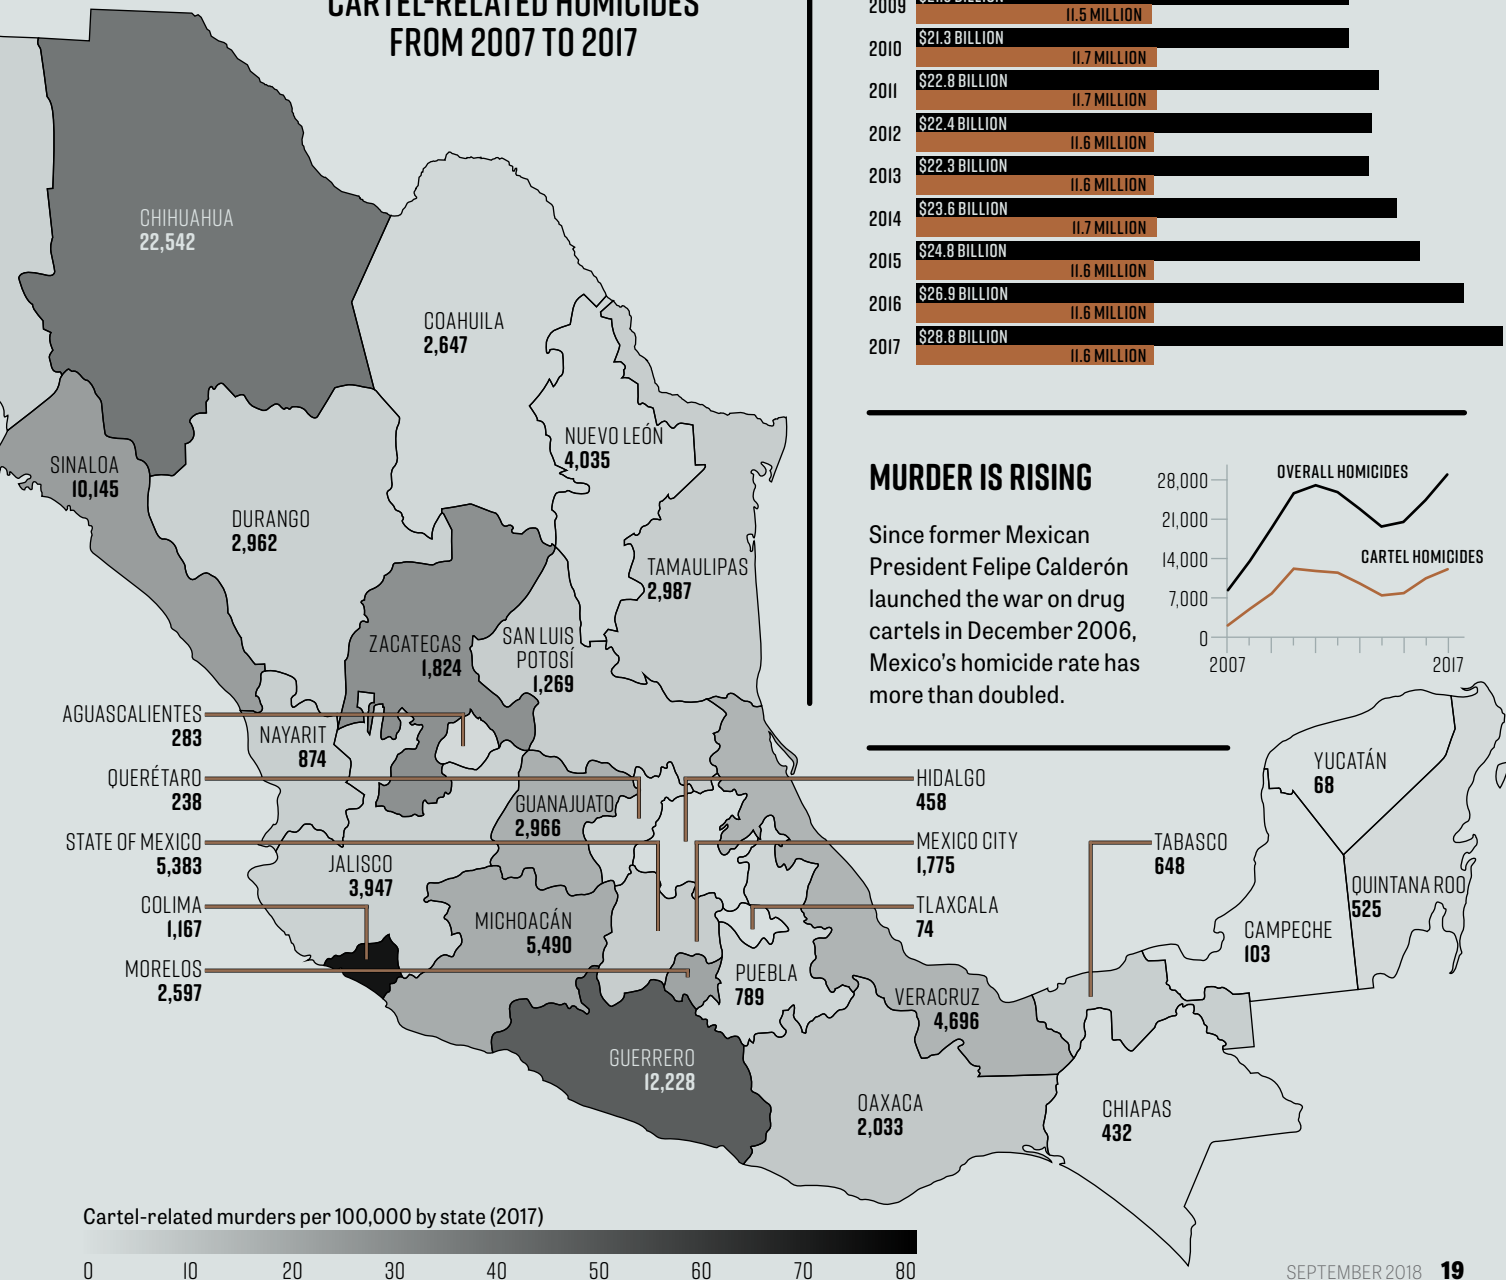 CARTEL-RELATED HOMICIDES
FROM 2007 TO 2017
CHIHUAHUA
22,542
COAHUILA
2,647
NUEVO LEÓN
4,035
SINALOA
10,145
DURANGO
2,962
TAMAULIPAS
2,987
ZACATECAS
1,824
SAN LUIS
POTOSÍ
1,269
AGUASCALIENTES
283
NAYARIT
874
QUERÉTARO
238
GUANAJUATO
2,966
HIDALGO
458
STATE OF MEXICO
5,383
JALISCO
3,947
MEXICO CITY
1,775
COLIMA
1,167
MICHOACÁN
5,490
TLAXCALA
74
MORELOS
2,597
PUEBLA
789
VERACRUZ
4,696
GUERRERO
12,228
OAXACA
2,033
TABASCO
648
CHIAPAS
432
YUCATÁN
68
QUINTANA ROO
525
CAMPECHE
103
Cartel-related murders per 100,000 by state (2017)
0 10 20 30 40 50 60 70 80
2009
11.5 MILLION
2010
$21.3 BILLION
11.7 MILLION
2011
$22.8 BILLION
11.7 MILLION
2012
$22.4 BILLION
11.6 MILLION
2013
$22.3 BILLION
11.6 MILLION
2014
$23.6 BILLION
11.7 MILLION
2015
$24.8 BILLION
11.6 MILLION
2016
$26.9 BILLION
11.6 MILLION
2017
$28.8 BILLION
11.6 MILLION
MURDER IS RISING
Since former Mexican
President Felipe Calderón
launched the war on drug
cartels in December 2006,
Mexico's homicide rate has
more than doubled.
OVERALL HOMICIDES
CARTEL HOMICIDES
28,000
21,000
14,000
7,000
0
2007 2017
SEPTEMBER 2018 19